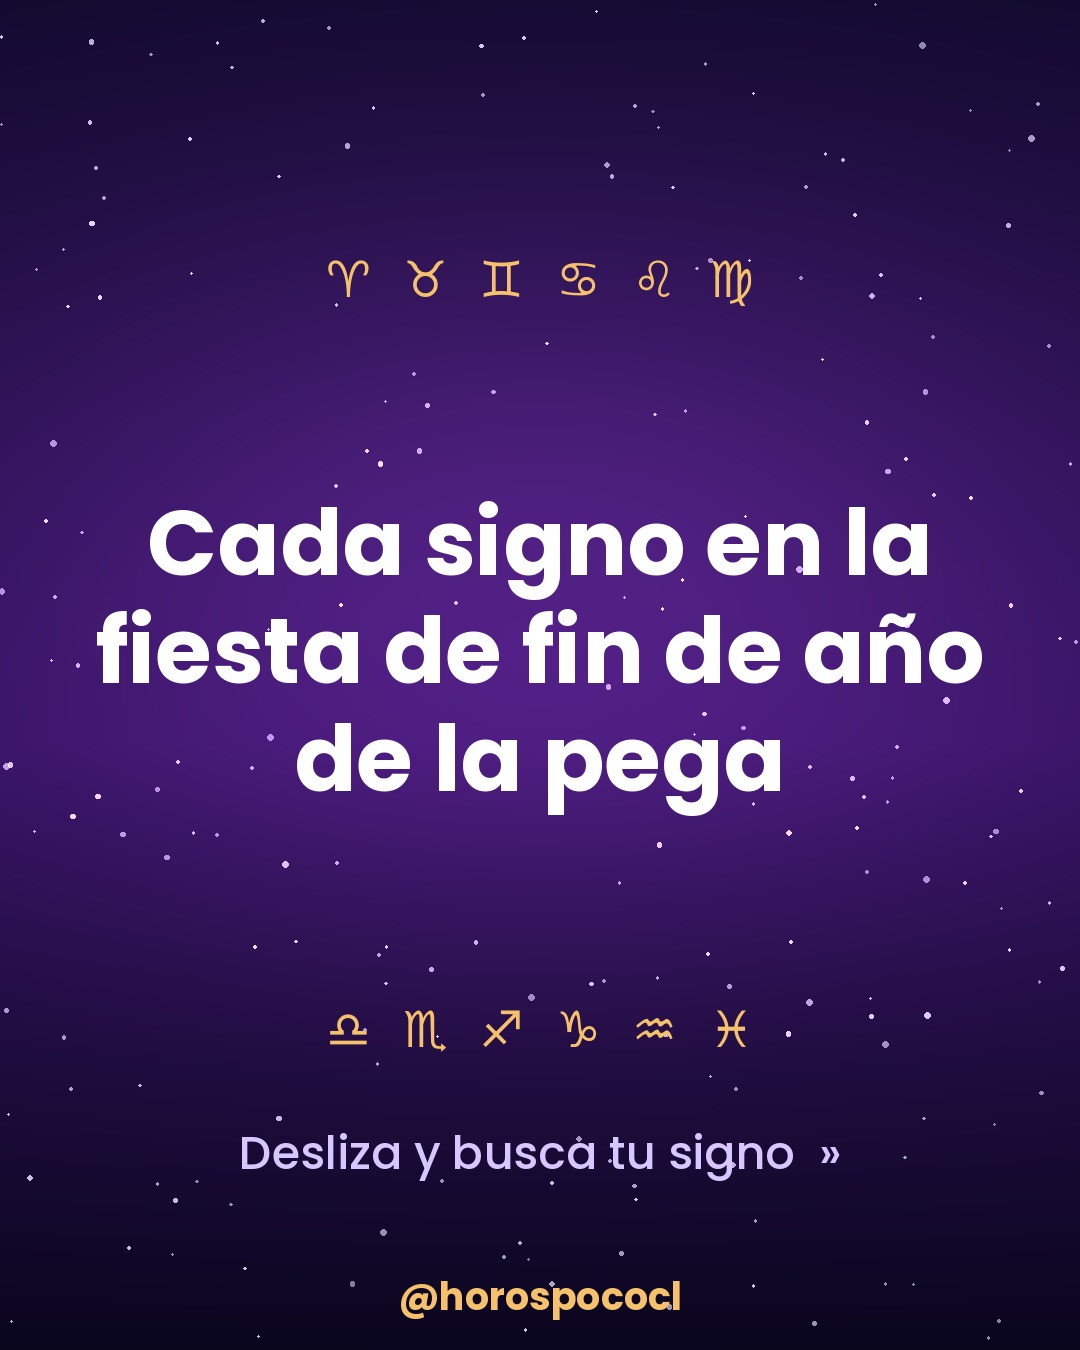 ♈ ♉ ♊ ♋ ♌ ♍
Cada signo en la
fiesta de fin de año
de la pega
♎ ♏ ♐ ♑ ♒ ♓
Desliza y busca tu signo »
@horospococl